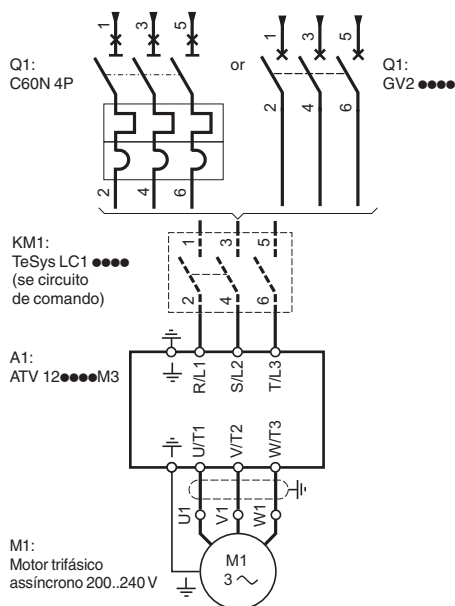 1 3 5
1 3 5
Q1:
C60N 4P
or
Q1:
GV2 ●●●●
2 4 6
2 4 6
KM1:
TeSys LC1 ●●●●
(se circuito
de comando)
1 3 5
2 4 6
A1:
ATV 12●●●●M3
R/L1 S/L2 T/L3
U/T1 V/T2 W/T3
U1 V1 W1
M1:
Motor trifásico
assíncrono 200..240 V
M1
3 ~